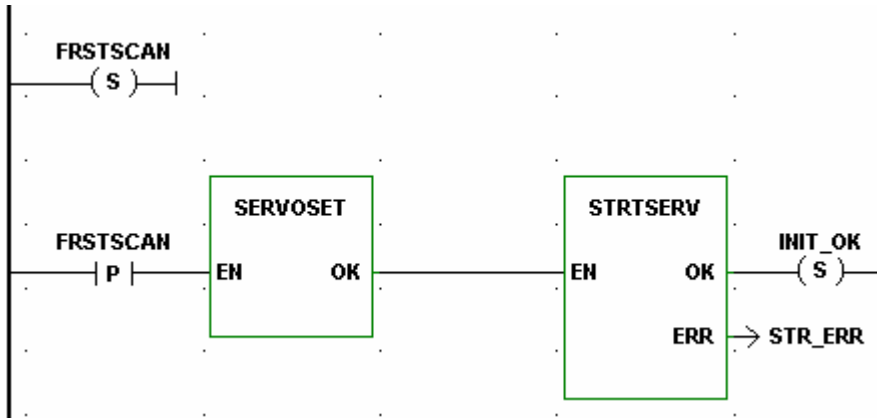 FRSTSCAN
S
SERVOSET
STRTSERV
FRSTSCAN
INIT_OK
P
EN OK
EN OK
S
ERR
STR_ERR